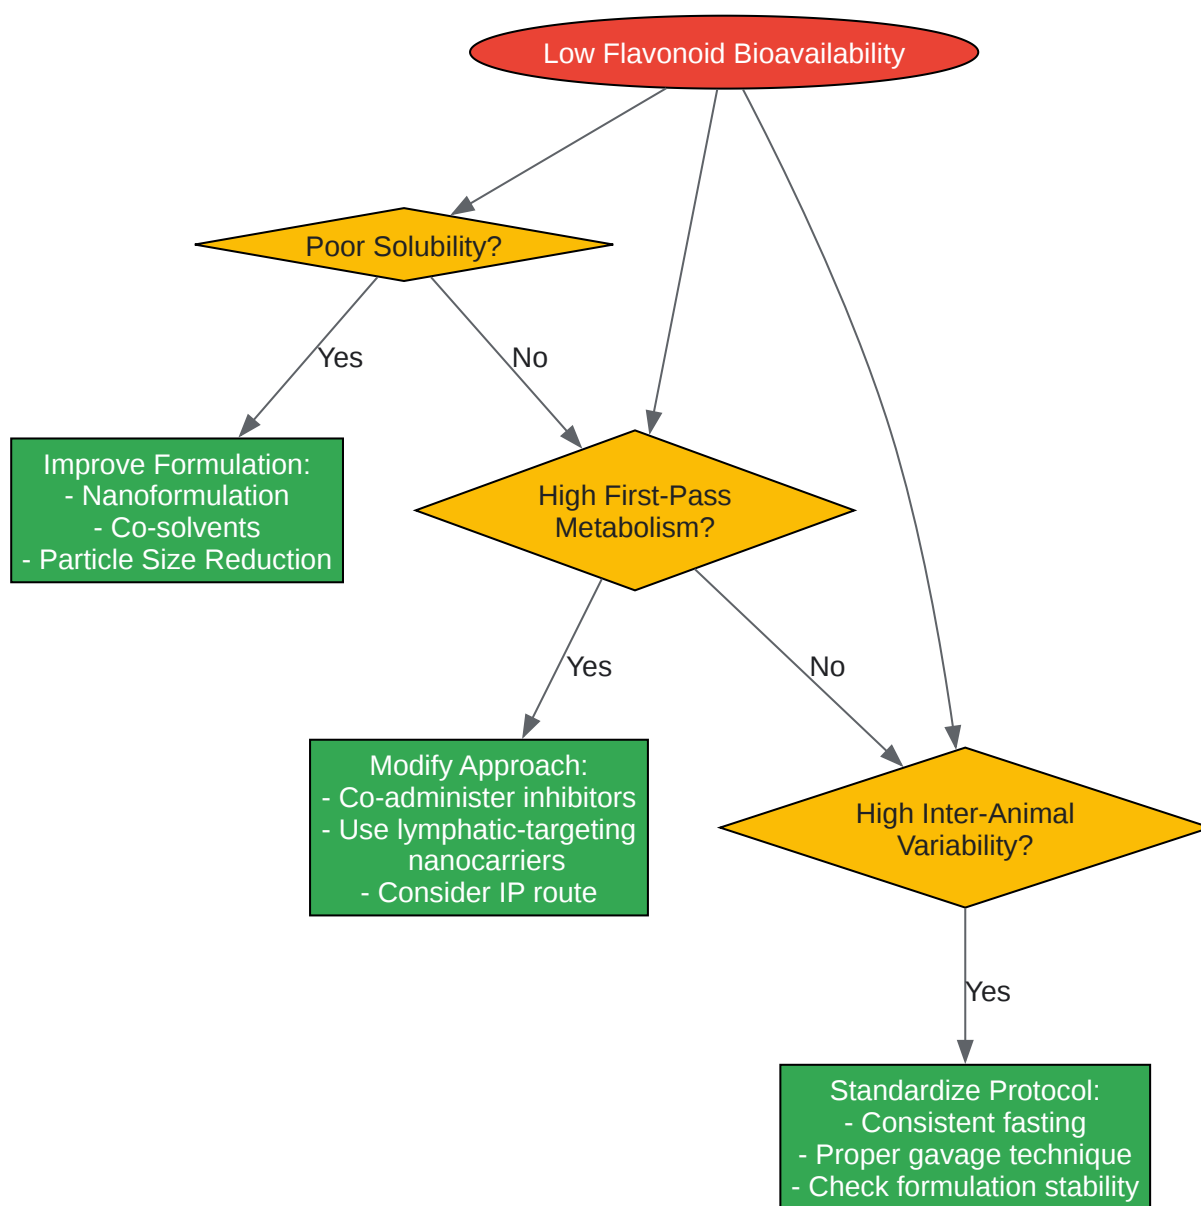 Low Flavonoid Bioavailability
Poor Solubility?
Yes
No
Improve Formulation:
- Nanoformulation
- Co-solvents
- Particle Size Reduction
High First-Pass
Metabolism?
Yes
No
Modify Approach:
- Co-administer inhibitors
- Use lymphatic-targeting
nanocarriers
- Consider IP route
High Inter-Animal
Variability?
Yes
Standardize Protocol:
- Consistent fasting
- Proper gavage technique
- Check formulation stability